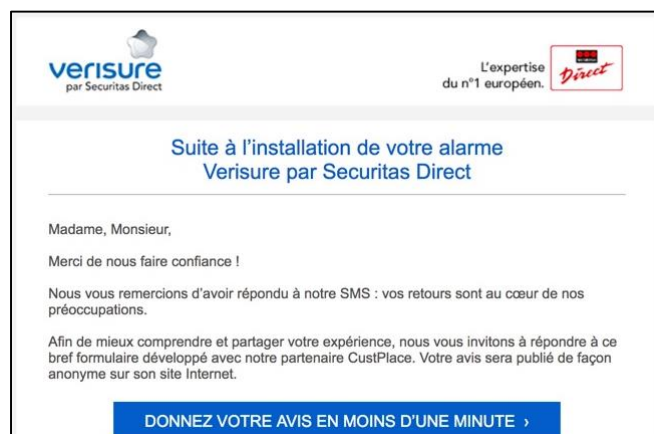 verisure
par Securitas Direct
L'expertise
du n°1 européen.
Direct
Suite à l'installation de votre alarme
Verisure par Securitas Direct
Madame, Monsieur,
Merci de nous faire confiance !
Nous vous remercions d'avoir répondu à notre SMS : vos retours sont au cœur de nos
préoccupations.
Afin de mieux comprendre et partager votre expérience, nous vous invitons à répondre à ce
bref formulaire développé avec notre partenaire CustPlace. Votre avis sera publié de façon
anonyme sur son site Internet.
DONNEZ VOTRE AVIS EN MOINS D'UNE MINUTE ›